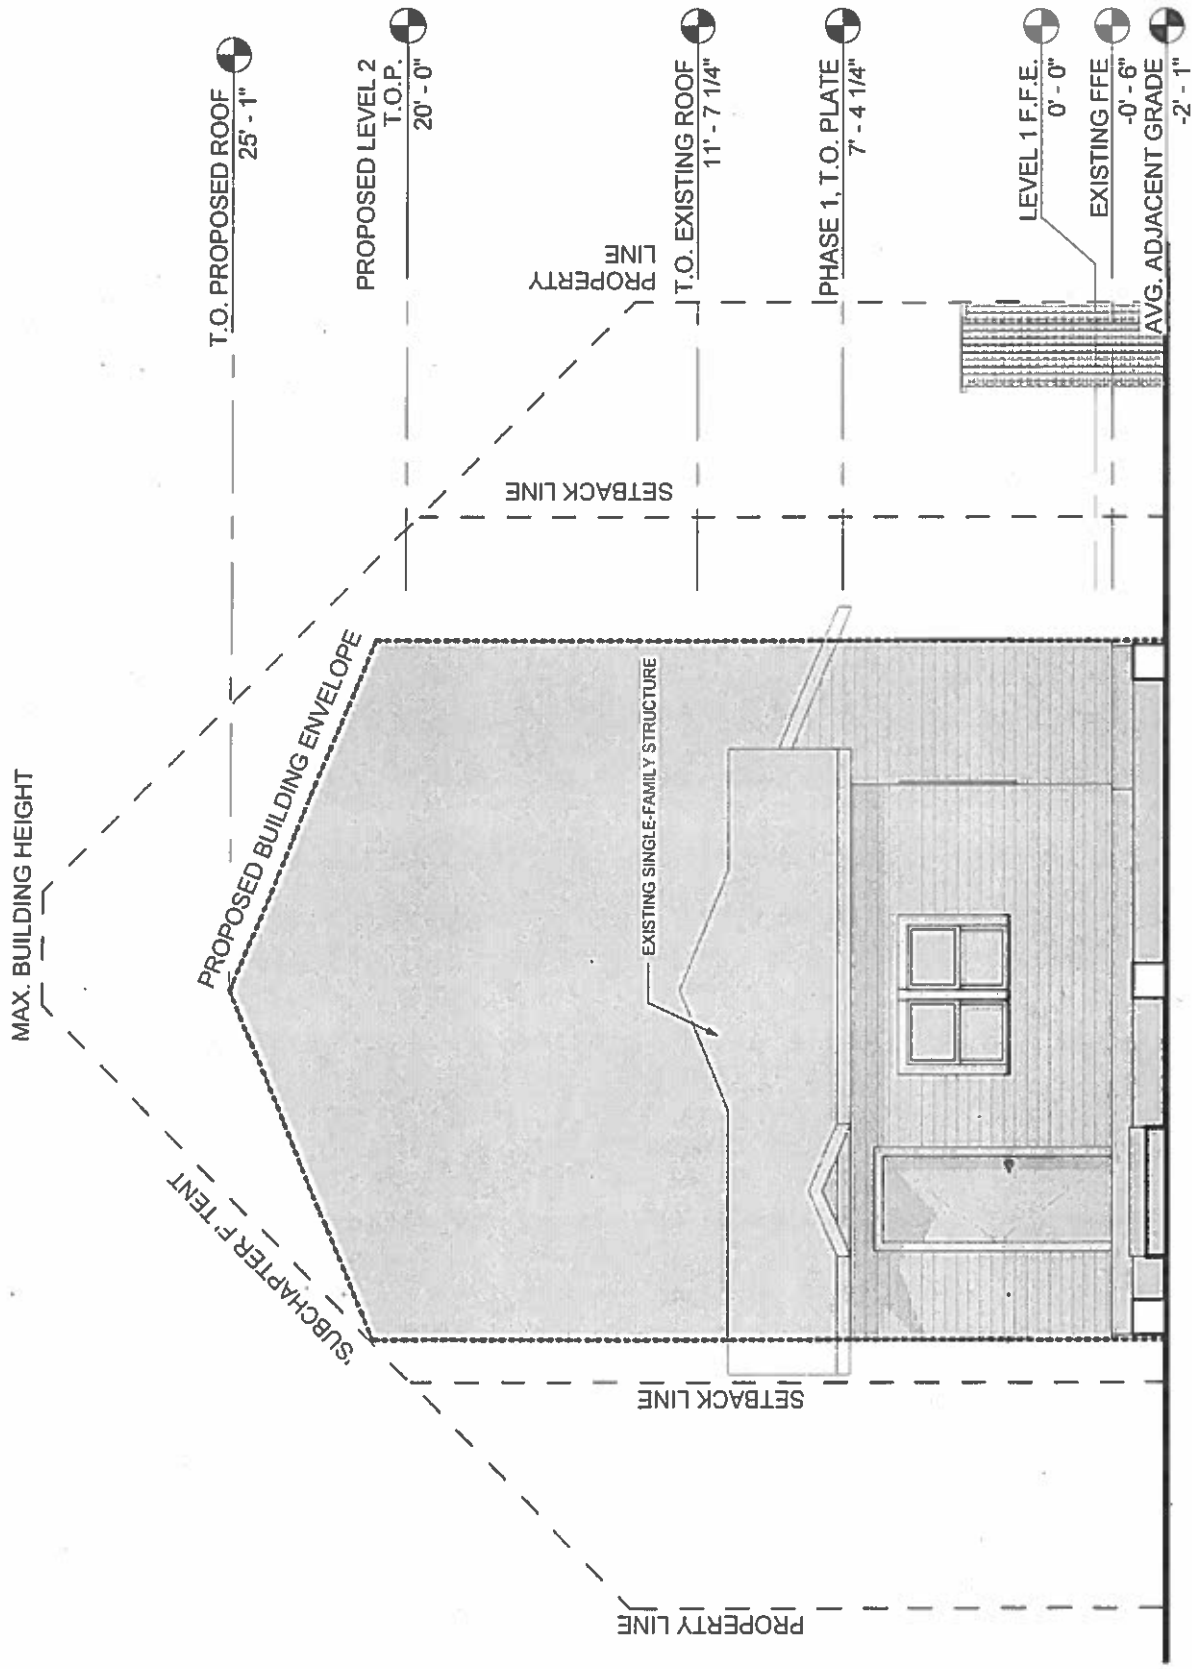 MAX. BUILDING HEIGHT
T.O. PROPOSED ROOF
25' - 1"
PROPOSED LEVEL 2
T.O.P.
20' - 0"
'SUBCHAPTER F' TENT
PROPOSED BUILDING ENVELOPE
PROPERTY
LINE
SETBACK LINE
T.O. EXISTING ROOF
11' - 7 1/4"
EXISTING SINGLE-FAMILY STRUCTURE
PROPERTY LINE
SETBACK LINE
PHASE 1, T.O. PLATE
7' - 4 1/4"
LEVEL 1 F.F.E.
0' - 0"
EXISTING FFE
-0' - 6"
AVG. ADJACENT GRADE
-2' - 1"